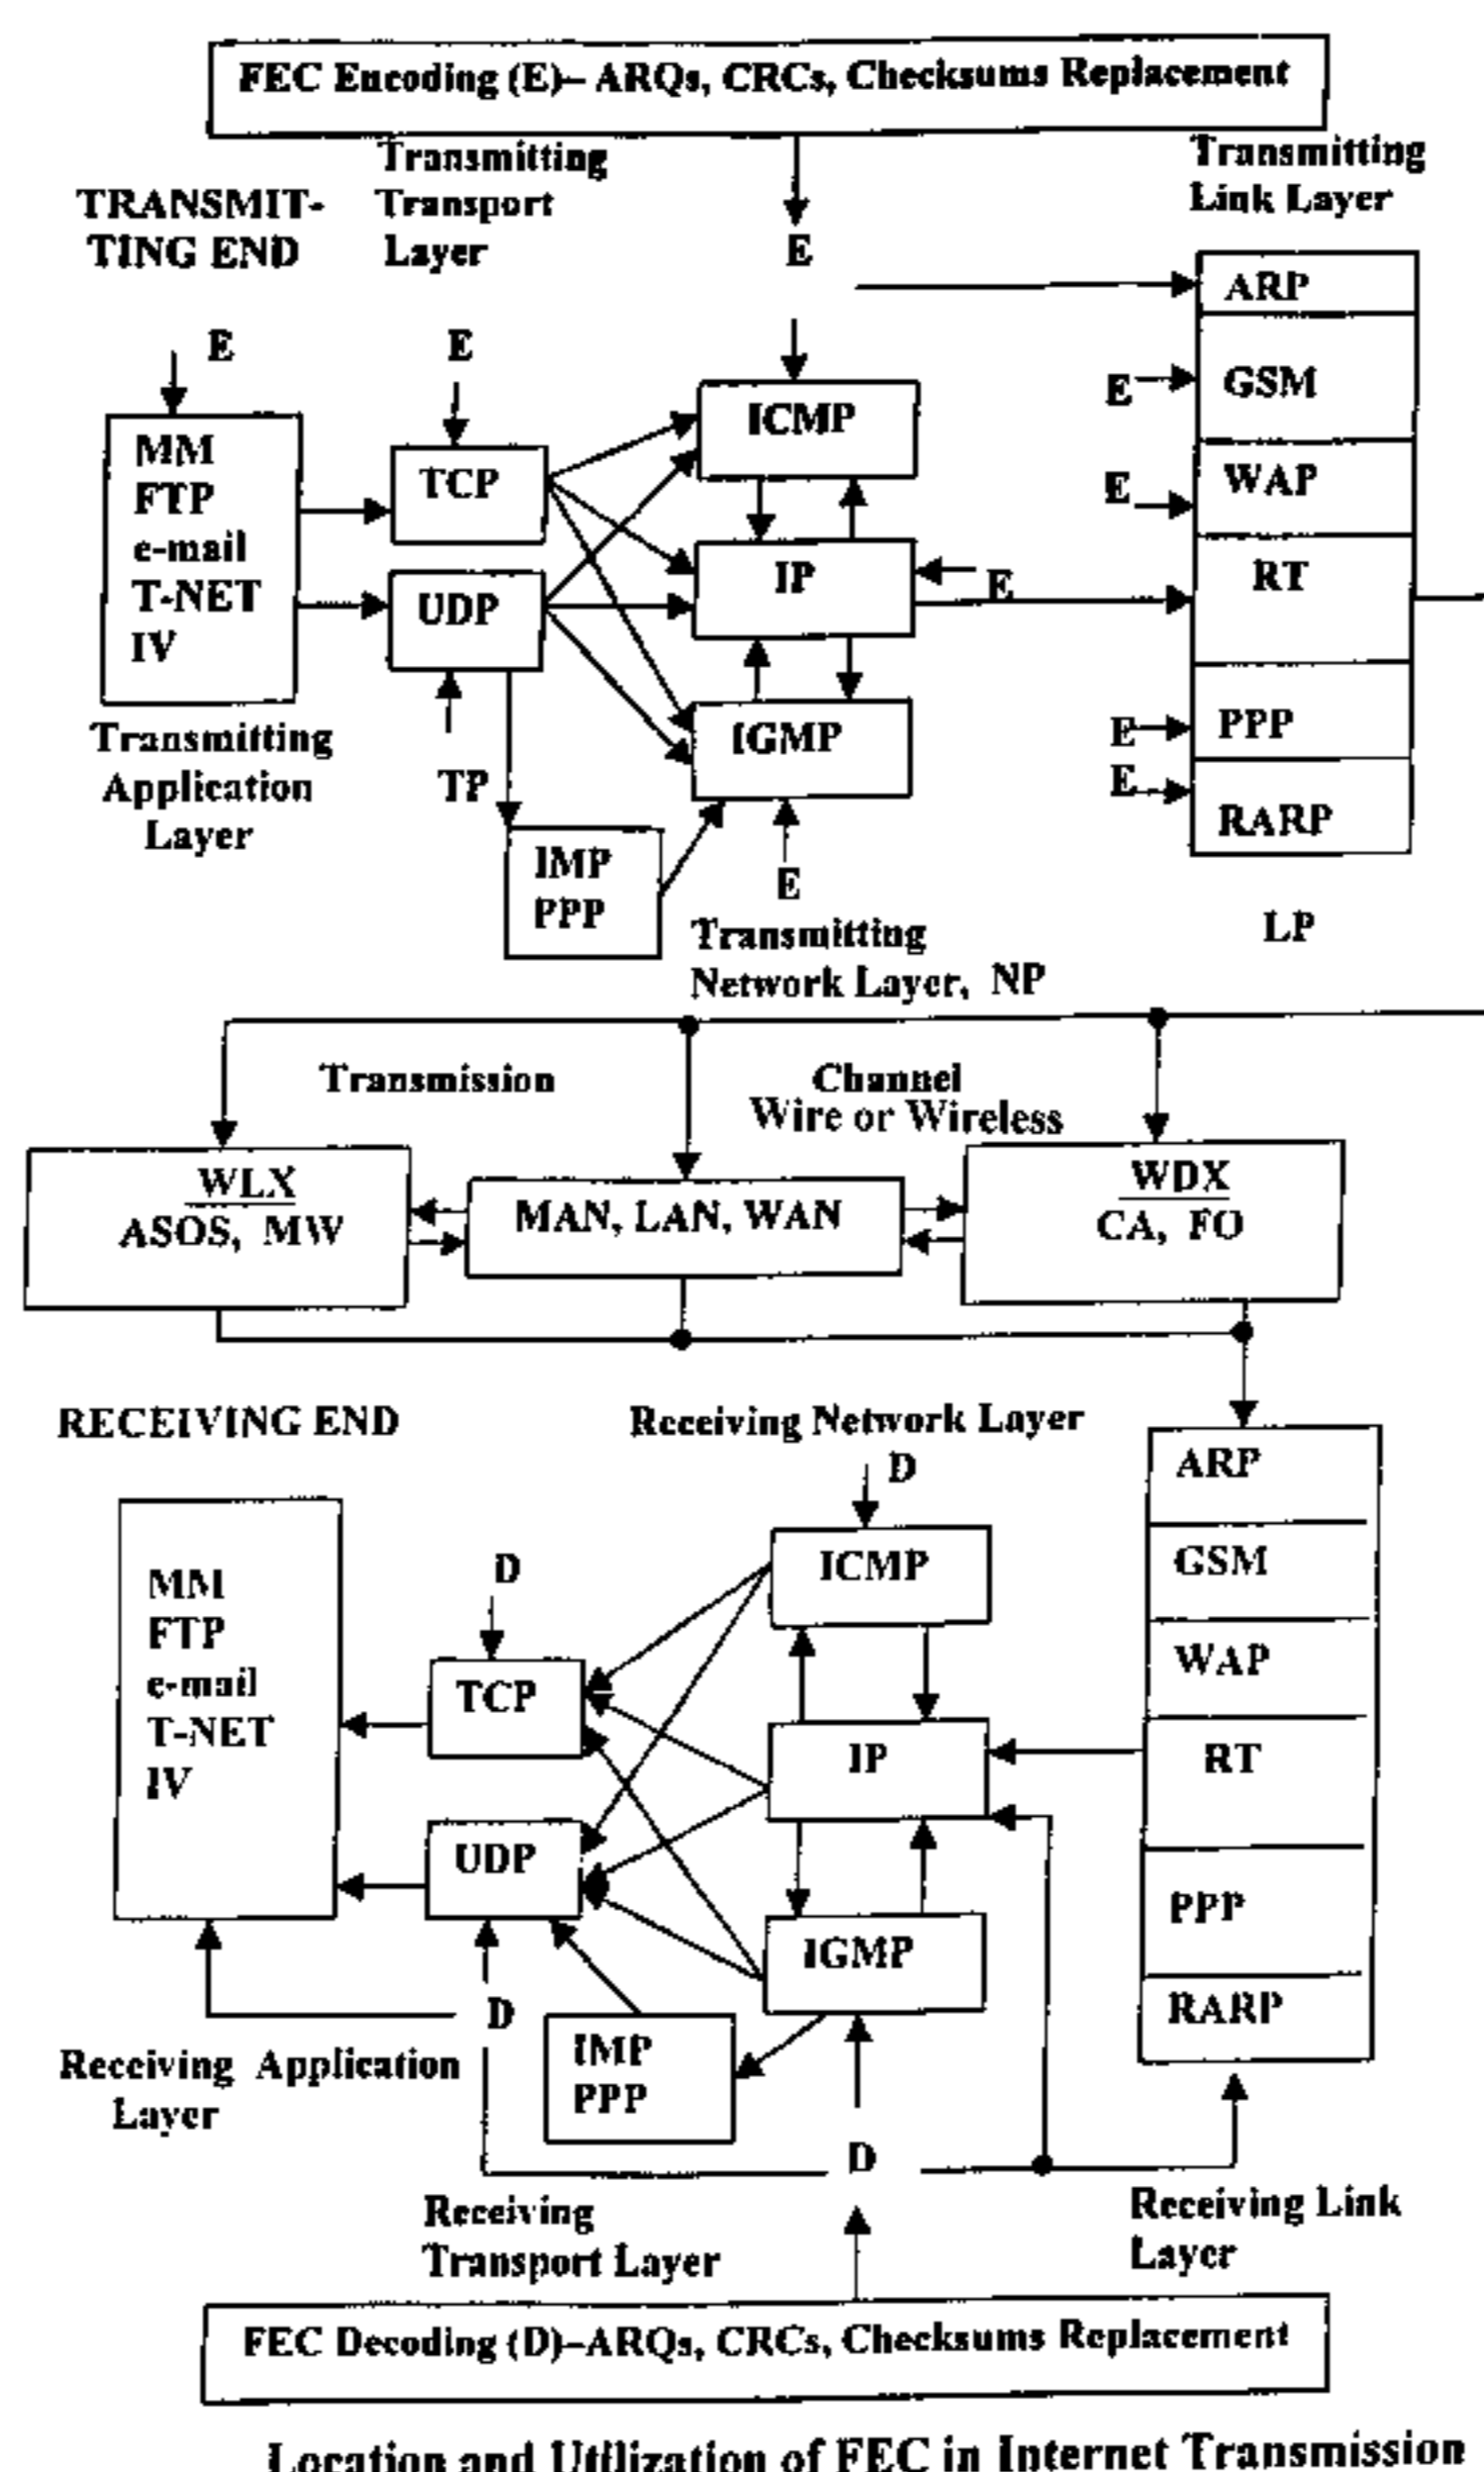 FEC Encoding (E)– ARQs, CRCs, Checksums Replacement
Transmitting
Transport
Layer
Transmitting
Link Layer
TRANSMIT-
TING END
E
ARP
E
E
E
GSM
ICMP
MM
FTP
e-mail
T-NET
IV
TCP
E
WAP
IP
E
RT
UDP
Transmitting
Application
Layer
TP
IGMP
E
PPP
E
RARP
IMP
PPP
E
Transmitting
Network Layer, NP
LP
Transmission
Channel
Wire or Wireless
WLX
ASOS, MW
MAN, LAN, WAN
WDX
CA, FO
RECEIVING END
Receiving Network Layer
D
ARP
GSM
WAP
RT
PPP
RARP
MM
FTP
e-mail
T-NET
IV
D
ICMP
TCP
IP
UDP
IGMP
D
IMP
PPP
Receiving Application
Layer
D
Receiving
Transport Layer
Receiving Link
Layer
FEC Decoding (D)–ARQs, CRCs, Checksums Replacement
Location and Utilization of FEC in Internet Transmission